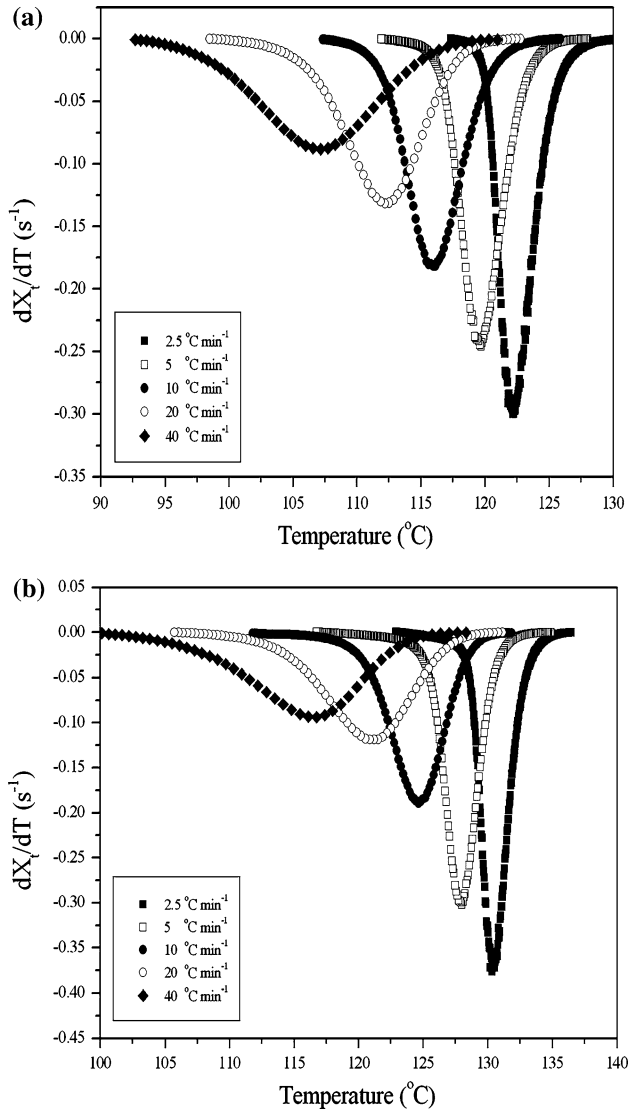 (a)
0.00
-0.05
-0.10
-0.15
-0.20
-0.25
-0.30
-0.35
dXₜ/dT (s⁻¹)
2.5 °C min⁻¹
5 °C min⁻¹
10 °C min⁻¹
20 °C min⁻¹
40 °C min⁻¹
90 95 100 105 110 115 120 125 130
Temperature (°C)
(b)
0.05
0.00
-0.05
-0.10
-0.15
-0.20
-0.25
-0.30
-0.35
-0.40
-0.45
dXₜ/dT (s⁻¹)
2.5 °C min⁻¹
5 °C min⁻¹
10 °C min⁻¹
20 °C min⁻¹
40 °C min⁻¹
100 105 110 115 120 125 130 135 140
Temperature (°C)